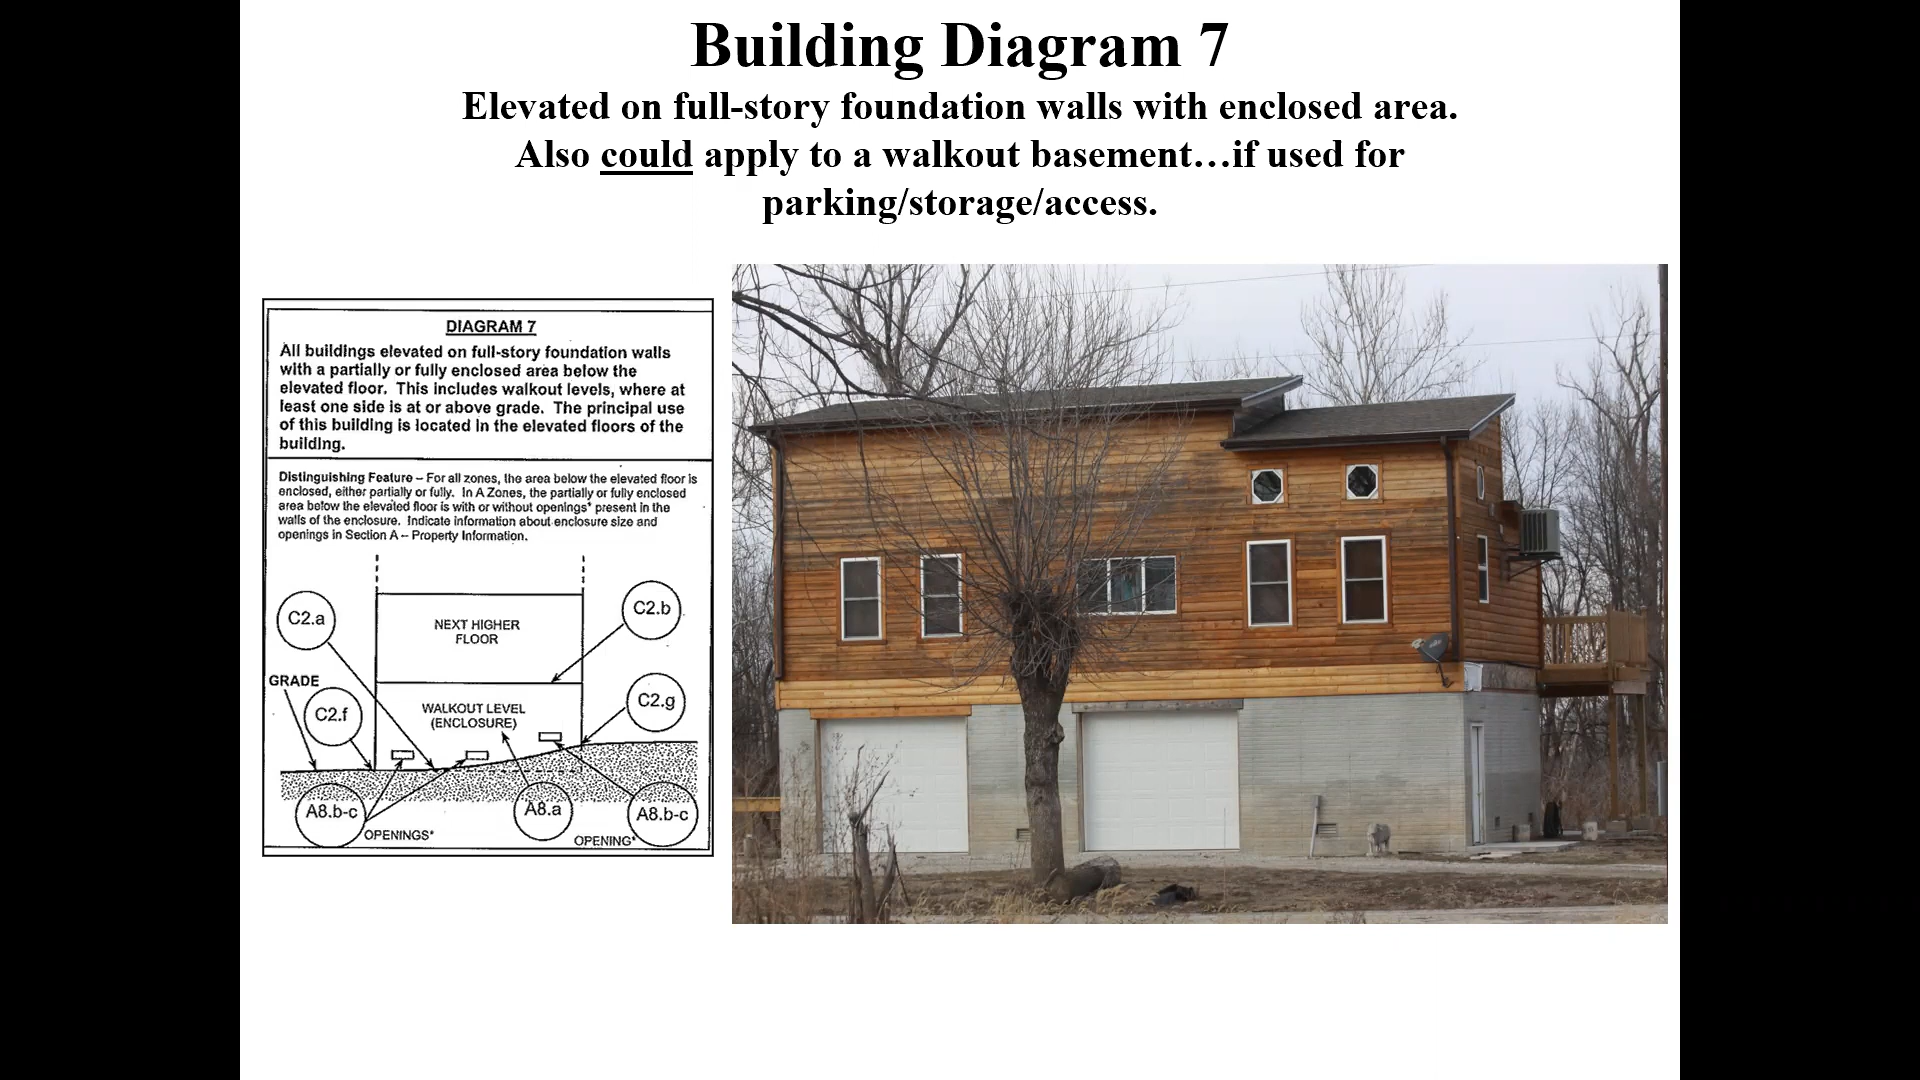 Building Diagram 7
Elevated on full-story foundation walls with enclosed area.
Also could apply to a walkout basement…if used for
parking/storage/access.
DIAGRAM 7
All buildings elevated on full-story foundation walls
with a partially or fully enclosed area below the
elevated floor. This includes walkout levels, where at
least one side is at or above grade. The principal use
of this building is located in the elevated floors of the
building.
Distinguishing Feature – For all zones, the area below the elevated floor is
enclosed, either partially or fully. In A Zones, the partially or fully enclosed
area below the elevated floor is with or without openings* present in the
walls of the enclosure. Indicate information about enclosure size and
openings in Section A – Property Information.
C2.a
C2.b
NEXT HIGHER
FLOOR
GRADE
C2.f
WALKOUT LEVEL
(ENCLOSURE)
C2.g
A8.b-c
OPENINGS*
A8.a
OPENING*
A8.b-c